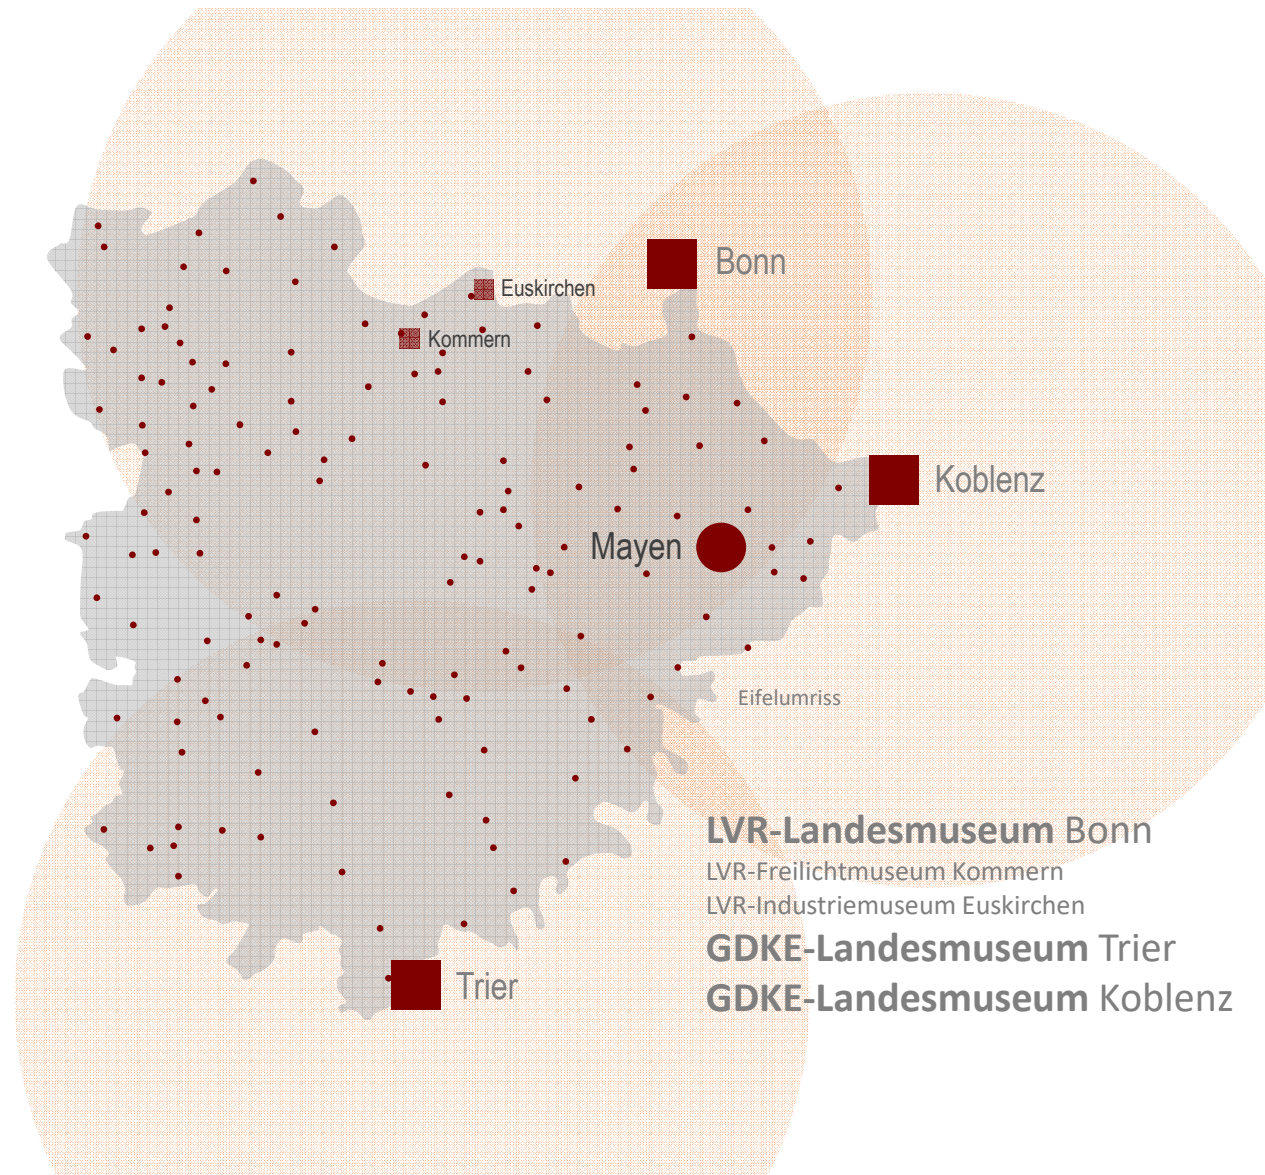 Bonn
Euskirchen
Kommern
Koblenz
Mayen
Eifelumriss
LVR-Landesmuseum Bonn
LVR-Freilichtmuseum Kommern
LVR-Industriemuseum Euskirchen
GDKE-Landesmuseum Trier
GDKE-Landesmuseum Koblenz
Trier